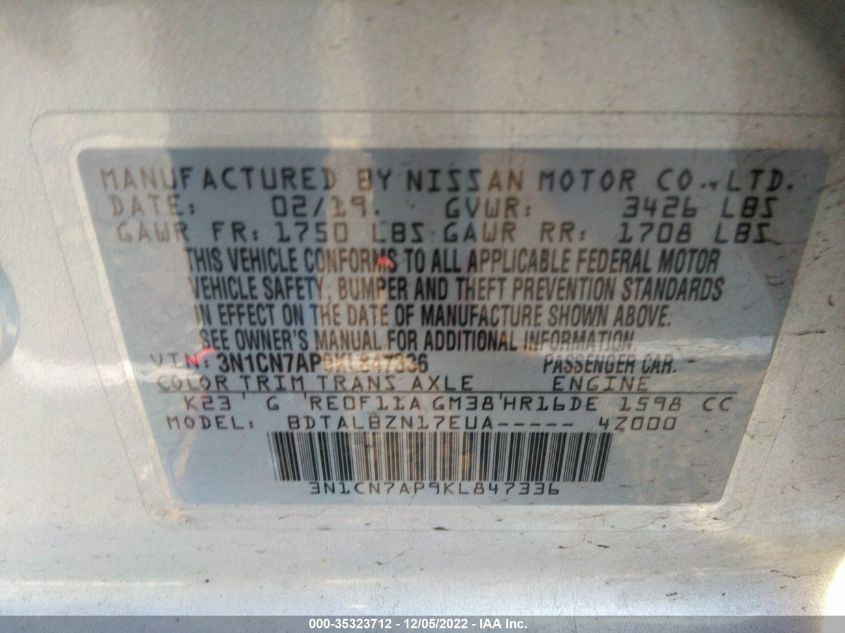 MANUFACTURED BY NISSAN MOTOR CO., LTD.
DATE: 02/19. GVWR: 3426 LBS
GAWR FR: 1750 LBS GAWR RR: 1708 LBS
THIS VEHICLE CONFORMS TO ALL APPLICABLE FEDERAL MOTOR
VEHICLE SAFETY, BUMPER AND THEFT PREVENTION STANDARDS
IN EFFECT ON THE DATE OF MANUFACTURE SHOWN ABOVE.
SEE OWNER'S MANUAL FOR ADDITIONAL INFORMATION.
VIN: 3N1CN7AP9KL847336 PASSENGER CAR.
COLOR TRIM TRANS AXLE ENGINE
K23 G RE0F11A GM38 HR16DE 1598 CC
MODEL: BDTALBZN17EUA----- 4Z000
3N1CN7AP9KL847336
000-35323712 - 12/05/2022 - IAA Inc.